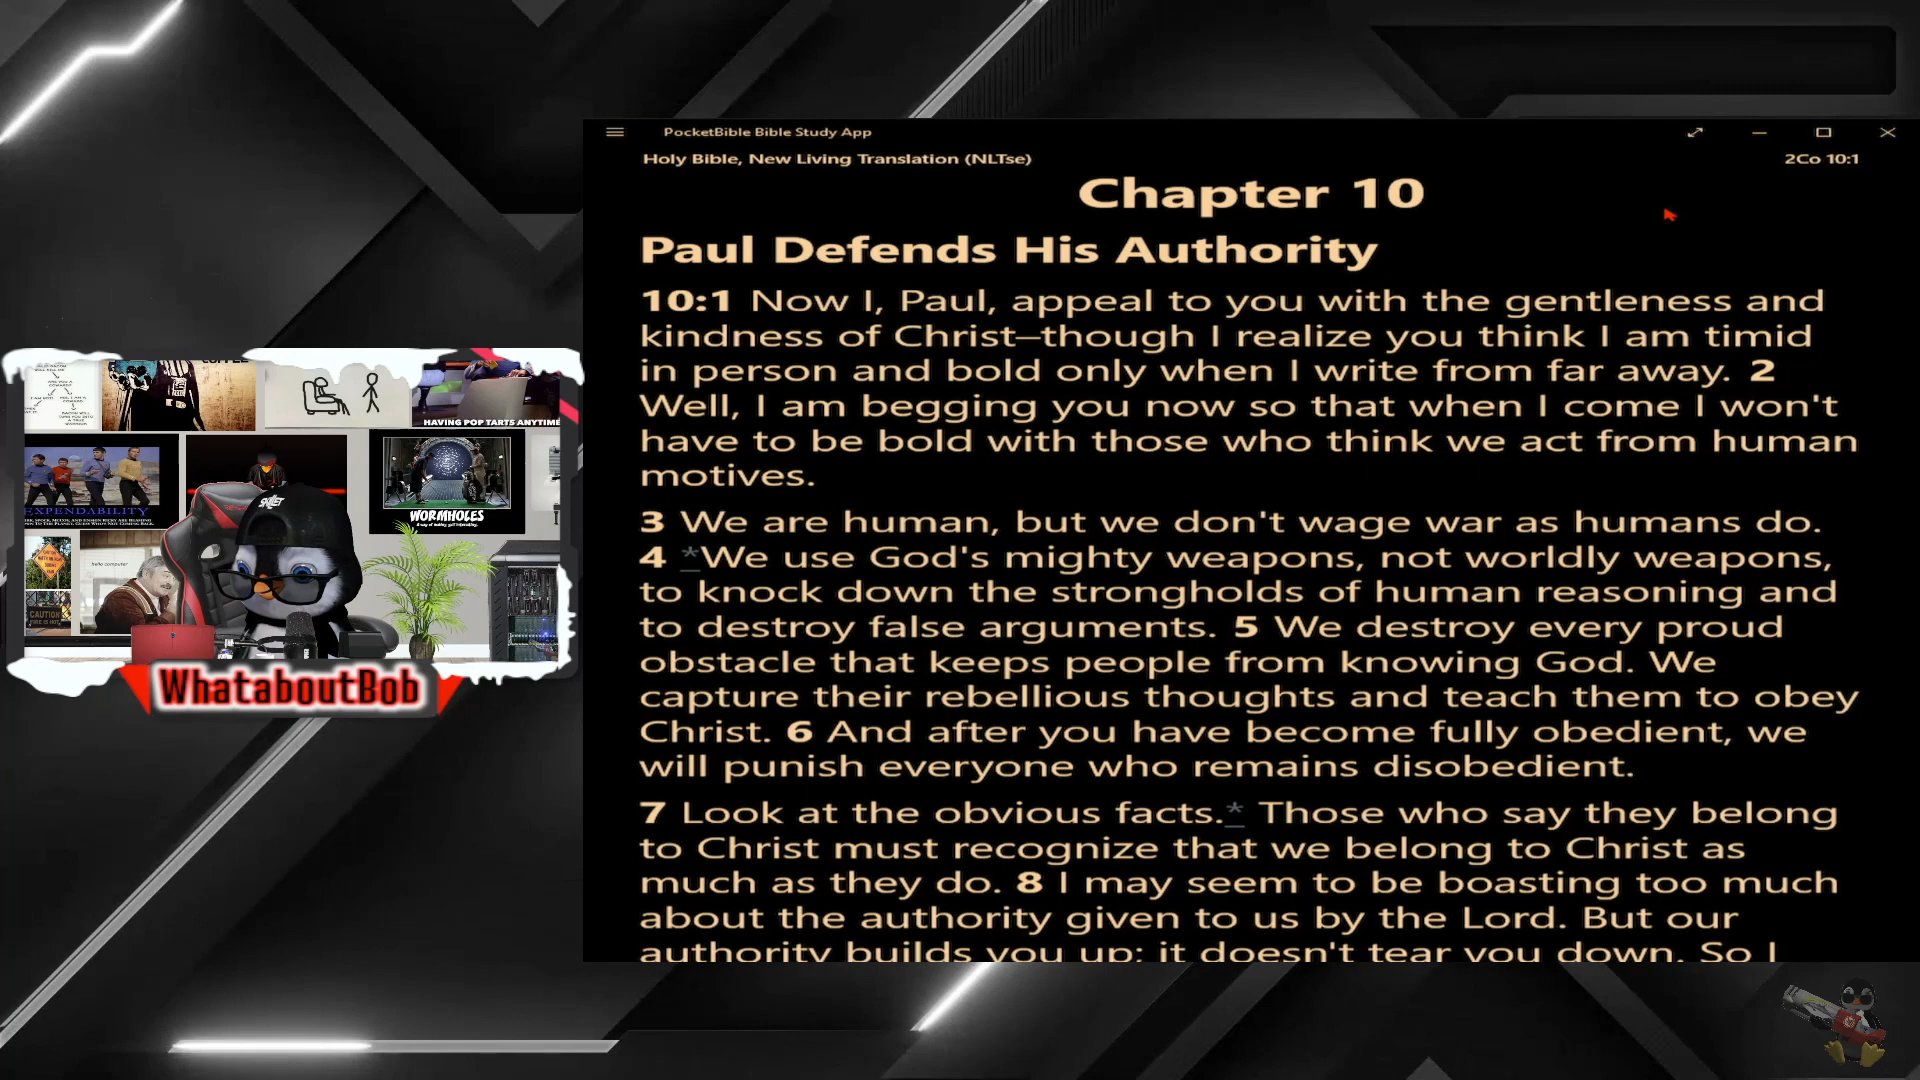 PocketBible Bible Study App
Holy Bible, New Living Translation (NLTse)
2Co 10:1
Chapter 10
Paul Defends His Authority
10:1 Now I, Paul, appeal to you with the gentleness and
kindness of Christ—though I realize you think I am timid
in person and bold only when I write from far away. 2
Well, I am begging you now so that when I come I won't
have to be bold with those who think we act from human
motives.
3 We are human, but we don't wage war as humans do.
4 *We use God's mighty weapons, not worldly weapons,
to knock down the strongholds of human reasoning and
to destroy false arguments. 5 We destroy every proud
obstacle that keeps people from knowing God. We
capture their rebellious thoughts and teach them to obey
Christ. 6 And after you have become fully obedient, we
will punish everyone who remains disobedient.
7 Look at the obvious facts.* Those who say they belong
to Christ must recognize that we belong to Christ as
much as they do. 8 I may seem to be boasting too much
about the authority given to us by the Lord. But our
authority builds you up; it doesn't tear you down. So I
HAVING POP TARTS ANYTIME
EXPENDABILITY
WORMHOLES
hello computer
CAUTION
FIRE IS HOT
SKILLET
WhataboutBob